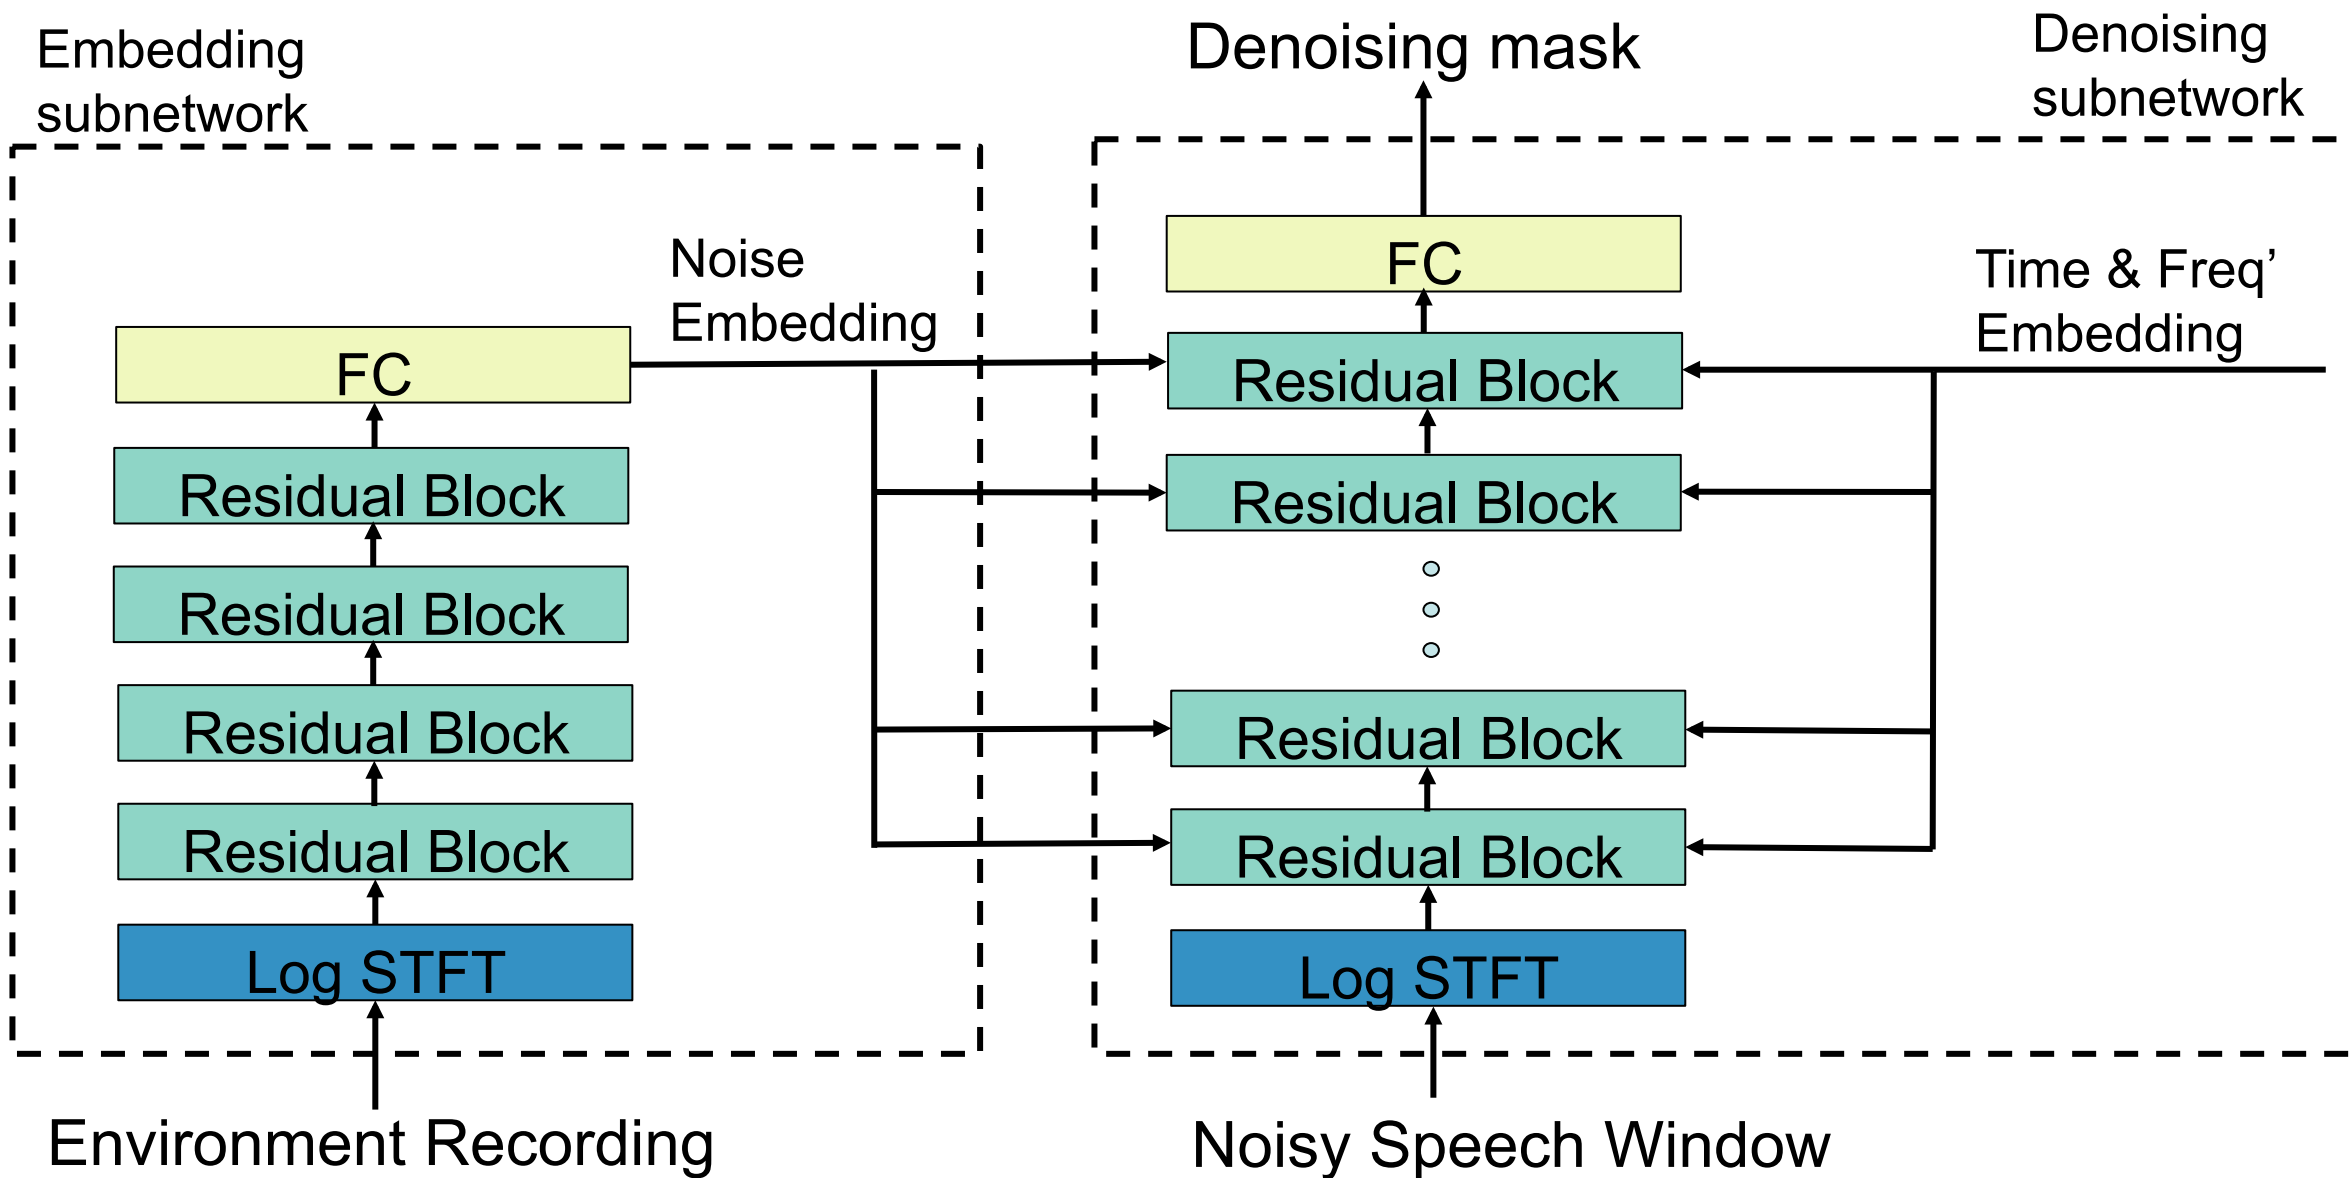 Embedding
subnetwork
Noise
Embedding
FC
Residual Block
Residual Block
Residual Block
Residual Block
Log STFT
Environment Recording
Denoising mask
Denoising
subnetwork
FC
Time & Freq’
Embedding
Residual Block
Residual Block
Residual Block
Residual Block
Log STFT
Noisy Speech Window